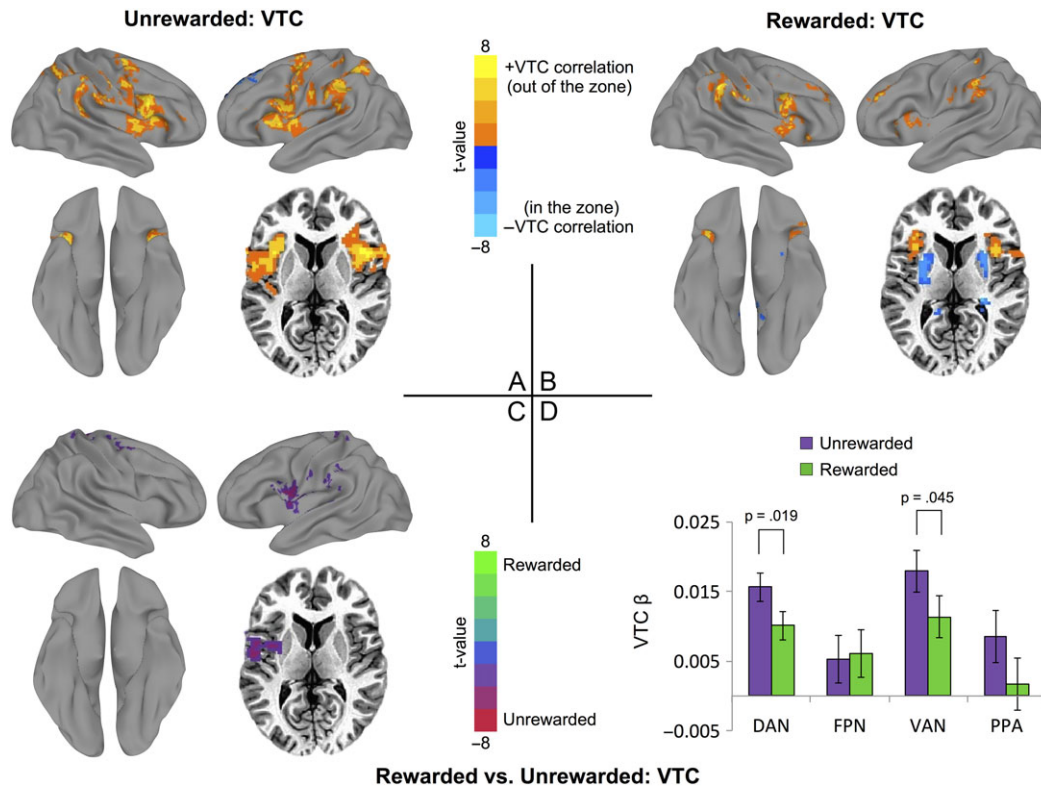 Unrewarded: VTC
Rewarded: VTC
8
+VTC correlation
(out of the zone)
t-value
(in the zone)
–VTC correlation
–8
A B
C D
8
Rewarded
t-value
Unrewarded
–8
Unrewarded
Rewarded
p = .019
p = .045
0.025
0.015
0.005
–0.005
VTC β
DAN FPN VAN PPA
Rewarded vs. Unrewarded: VTC